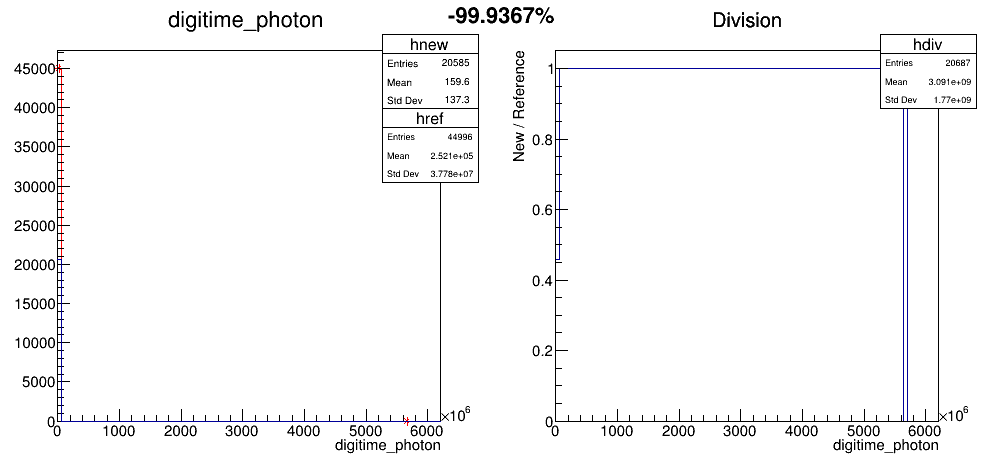 -99.9367%
digitime_photon
hnew
Entries 20585
Mean 159.6
Std Dev 137.3
href
Entries 44996
Mean 2.521e+05
Std Dev 3.778e+07
45000
40000
35000
30000
25000
20000
15000
10000
5000
0
0 1000 2000 3000 4000 5000 6000
×10⁶
digitime_photon
Division
hdiv
Entries 20687
Mean 3.091e+09
Std Dev 1.77e+09
New / Reference
1
0.8
0.6
0.4
0.2
0
0 1000 2000 3000 4000 5000 6000
×10⁶
digitime_photon